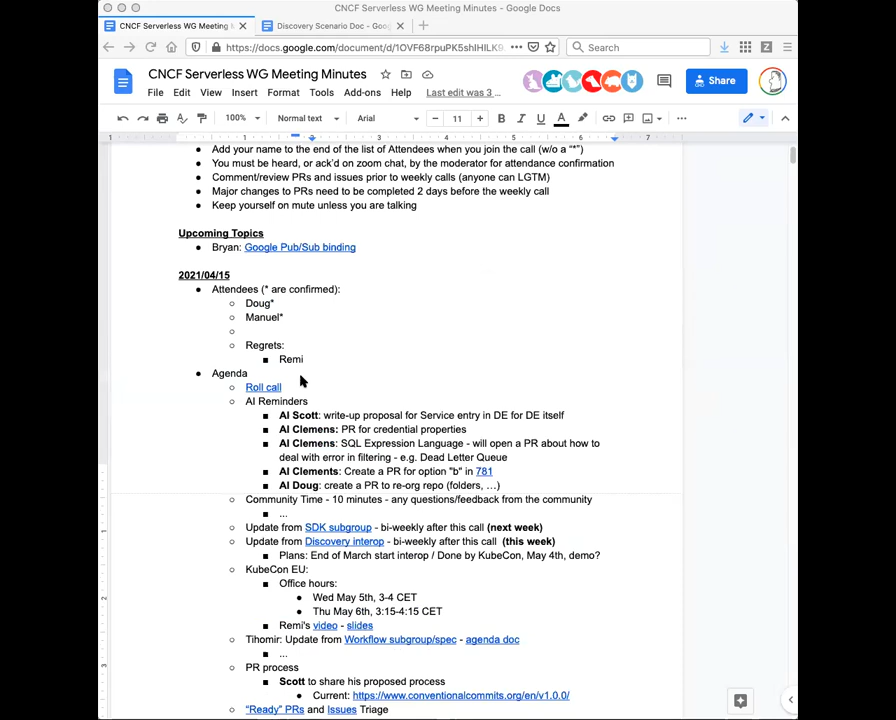 CNCF Serverless WG Meeting Minutes - Google Docs
CNCF Serverless WG Meeting M
Discovery Scenario Doc - Goo
https://docs.google.com/document/d/1OVF68rpuPK5shIHILK9
Search
CNCF Serverless WG Meeting Minutes
File Edit View Insert Format Tools Add-ons Help Last edit was 3 ...
Share
100% Normal text Arial 11 B I U A
1 1 2 3 4 5 6 7
Add your name to the end of the list of Attendees when you join the call (w/o a "*")
You must be heard, or ack'd on zoom chat, by the moderator for attendance confirmation
Comment/review PRs and issues prior to weekly calls (anyone can LGTM)
Major changes to PRs need to be completed 2 days before the weekly call
Keep yourself on mute unless you are talking
Upcoming Topics
Bryan: Google Pub/Sub binding
2021/04/15
Attendees (* are confirmed):
Doug*
Manuel*
Regrets:
Remi
Agenda
Roll call
AI Reminders
AI Scott: write-up proposal for Service entry in DE for DE itself
AI Clemens: PR for credential properties
AI Clemens: SQL Expression Language - will open a PR about how to
deal with error in filtering - e.g. Dead Letter Queue
AI Clements: Create a PR for option "b" in 781
AI Doug: create a PR to re-org repo (folders, …)
Community Time - 10 minutes - any questions/feedback from the community
...
Update from SDK subgroup - bi-weekly after this call (next week)
Update from Discovery interop - bi-weekly after this call (this week)
Plans: End of March start interop / Done by KubeCon, May 4th, demo?
KubeCon EU:
Office hours:
Wed May 5th, 3-4 CET
Thu May 6th, 3:15-4:15 CET
Remi's video - slides
Tihomir: Update from Workflow subgroup/spec - agenda doc
...
PR process
Scott to share his proposed process
Current: https://www.conventionalcommits.org/en/v1.0.0/
"Ready" PRs and Issues Triage